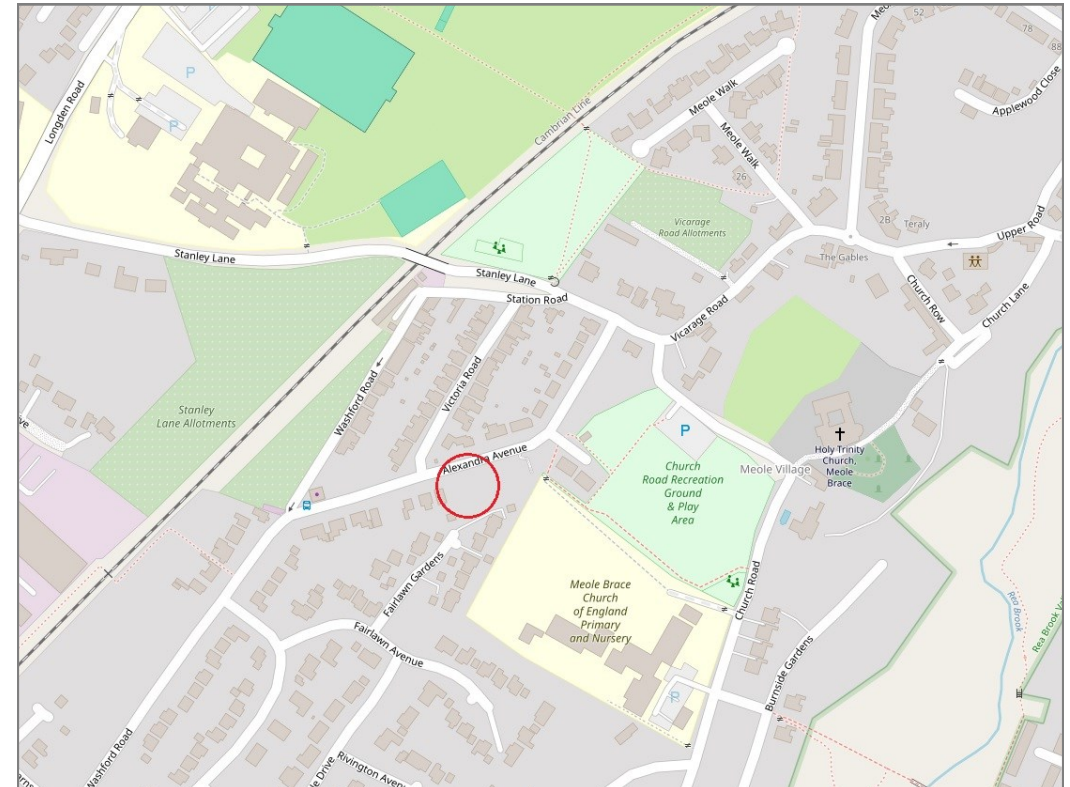 P
52
78
88
Longden Road
P
P
Cambrian Line
Meole Walk
Meole Walk
Applewood Close
26
Vicarage
Road Allotments
2B
Teraly
Upper Road
The Gables
Stanley Lane
Stanley Lane
Station Road
Vicarage Road
Church Row
Church Lane
Washford Road
Victoria Road
Stanley
Lane Allotments
Alexandra Avenue
P
Church
Road Recreation
Ground
& Play
Area
Meole Village
Holy Trinity
Church,
Meole
Brace
Fairlawn Gardens
Meole Brace
Church
of England
Primary
and Nursery
Church Road
Rea Brook
Fairlawn Avenue
Burnside Gardens
P
Washford Road
Rivington Avenue